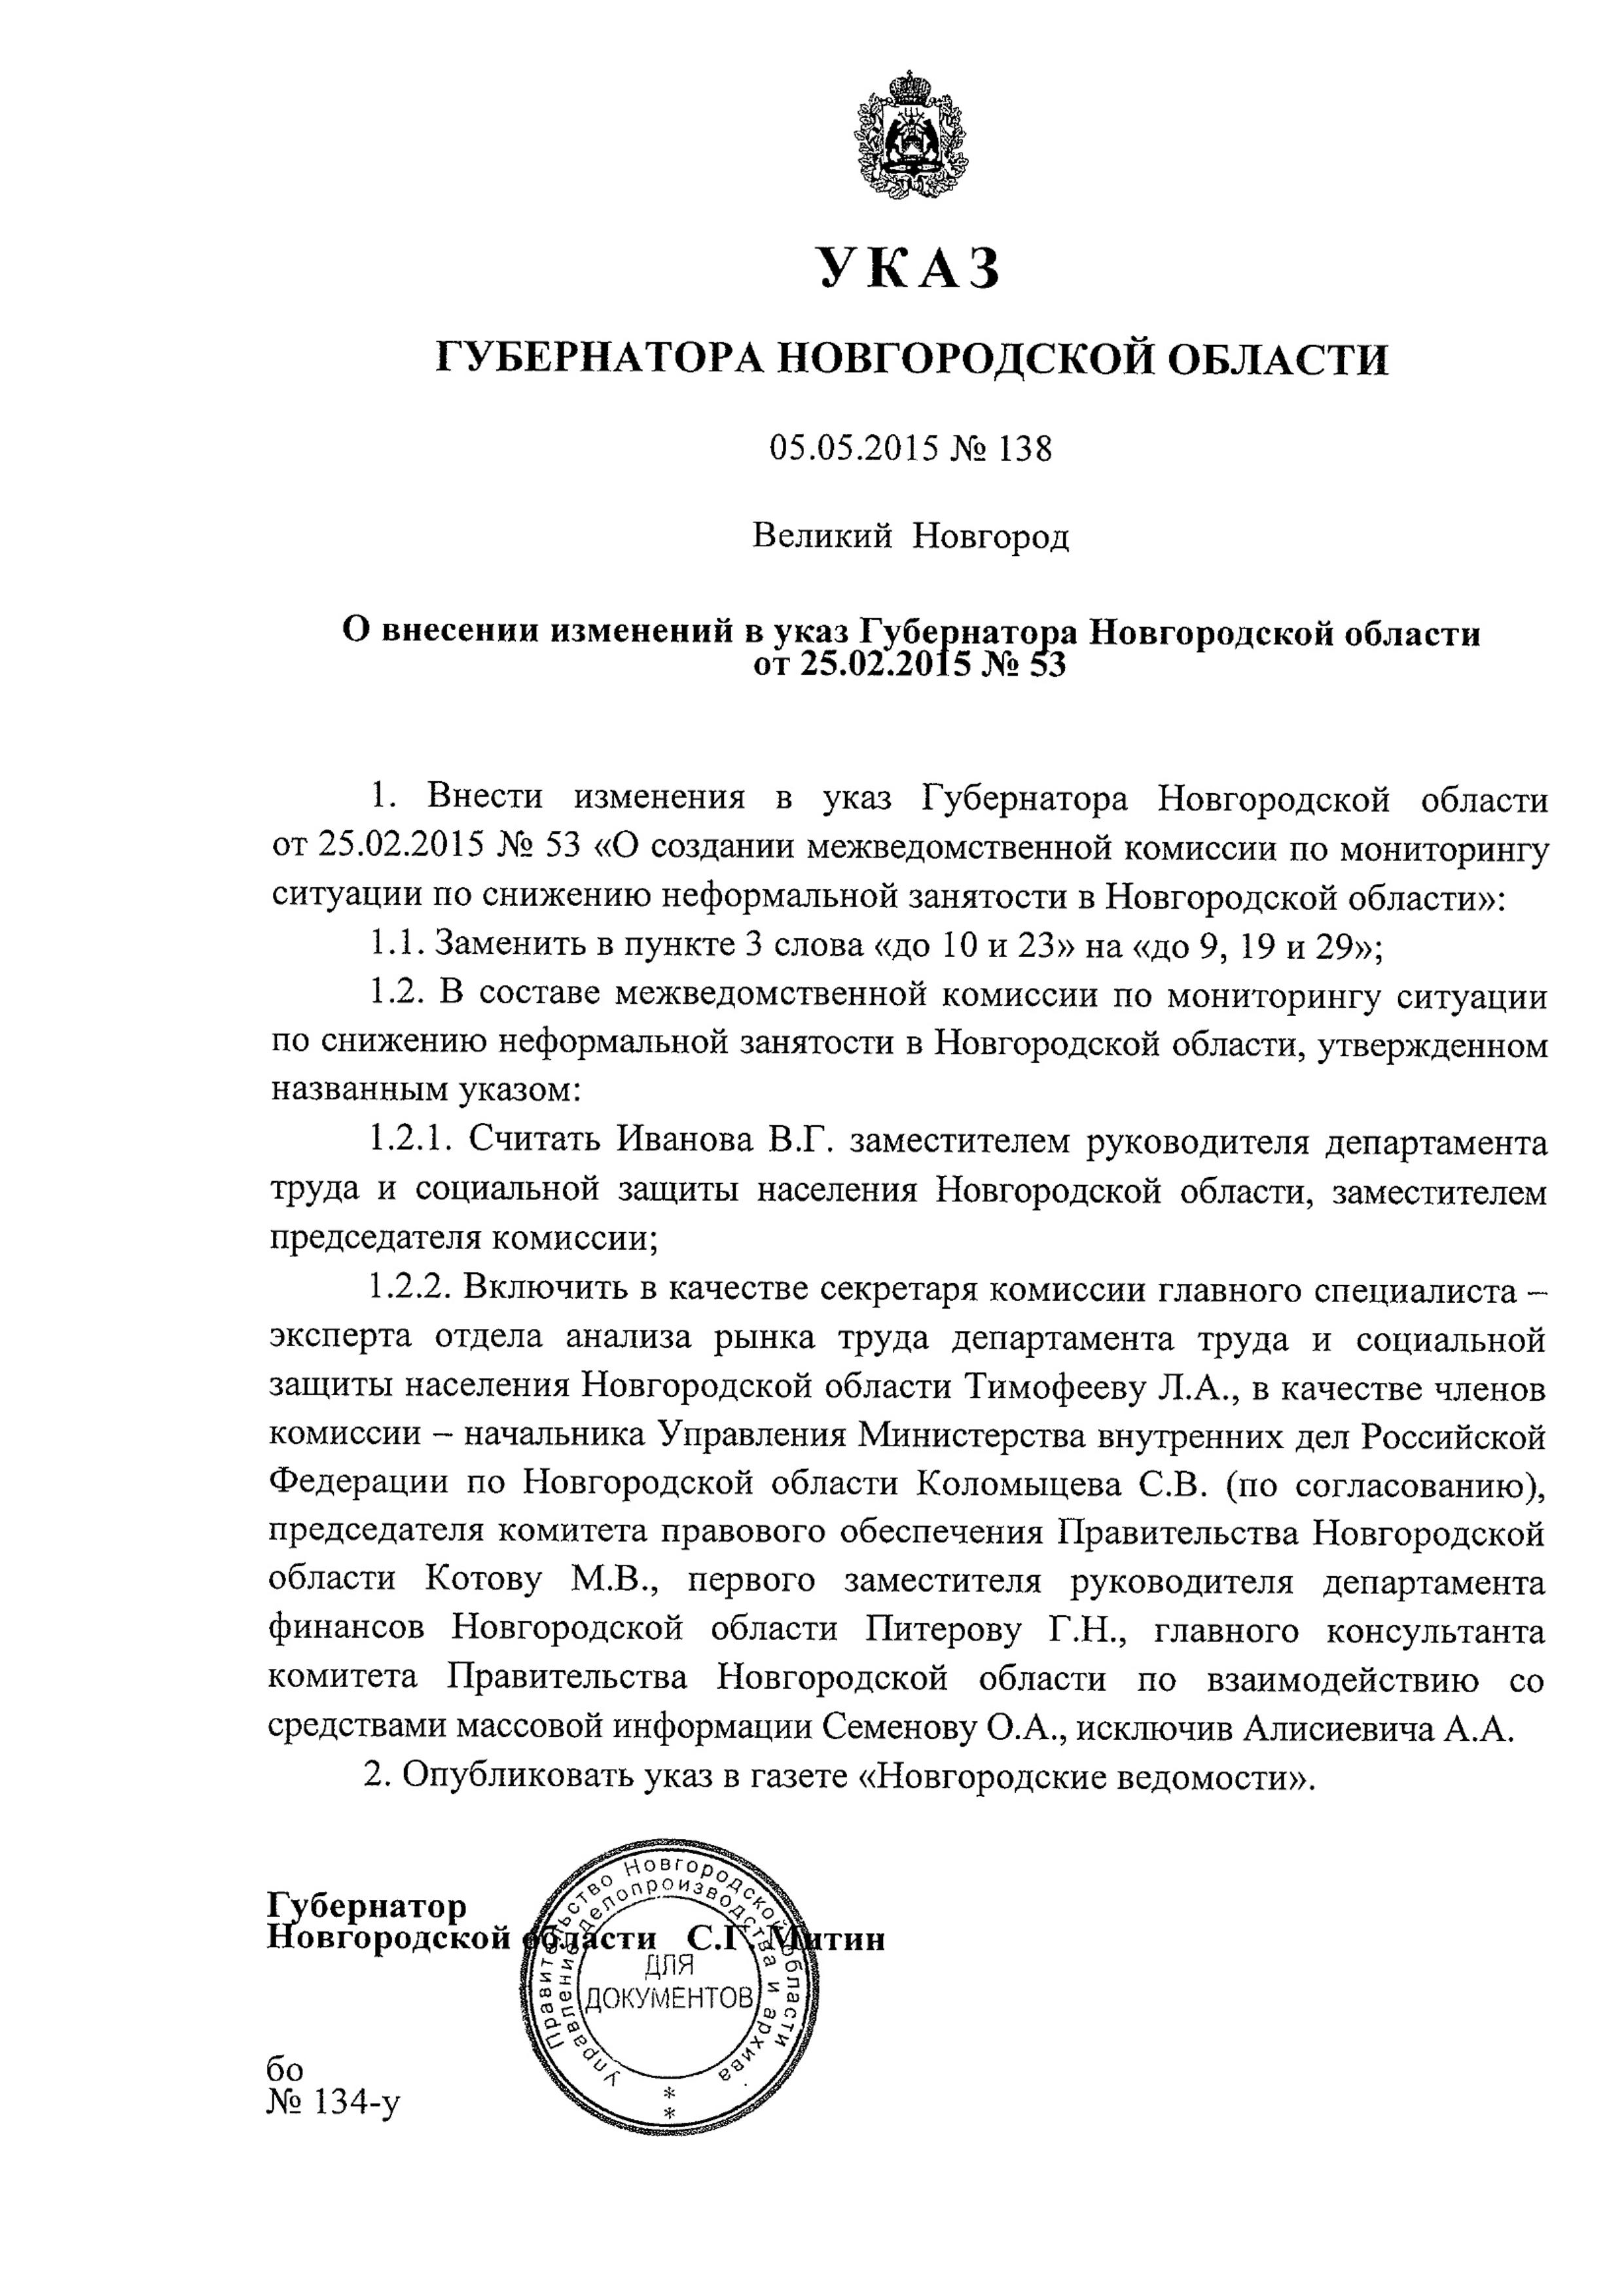 УКАЗ
ГУБЕРНАТОРА НОВГОРОДСКОЙ ОБЛАСТИ
05.05.2015 № 138
Великий Новгород
О внесении изменений в указ Губернатора Новгородской области
от 25.02.2015 № 53
1. Внести изменения в указ Губернатора Новгородской области
от 25.02.2015 № 53 «О создании межведомственной комиссии по мониторингу
ситуации по снижению неформальной занятости в Новгородской области»:
1.1. Заменить в пункте 3 слова «до 10 и 23» на «до 9, 19 и 29»;
1.2. В составе межведомственной комиссии по мониторингу ситуации
по снижению неформальной занятости в Новгородской области, утвержденном
названным указом:
1.2.1. Считать Иванова В.Г. заместителем руководителя департамента
труда и социальной защиты населения Новгородской области, заместителем
председателя комиссии;
1.2.2. Включить в качестве секретаря комиссии главного специалиста –
эксперта отдела анализа рынка труда департамента труда и социальной
защиты населения Новгородской области Тимофееву Л.А., в качестве членов
комиссии – начальника Управления Министерства внутренних дел Российской
Федерации по Новгородской области Коломыцева С.В. (по согласованию),
председателя комитета правового обеспечения Правительства Новгородской
области Котову М.В., первого заместителя руководителя департамента
финансов Новгородской области Питерову Г.Н., главного консультанта
комитета Правительства Новгородской области по взаимодействию со
средствами массовой информации Семенову О.А., исключив Алисиевича А.А.
2. Опубликовать указ в газете «Новгородские ведомости».
Губернатор
Новгородской области С.Г. Митин
Правительство Новгородской области
Управление делопроизводства и архива
ДЛЯ
ДОКУМЕНТОВ
*
*
бо
№ 134-у